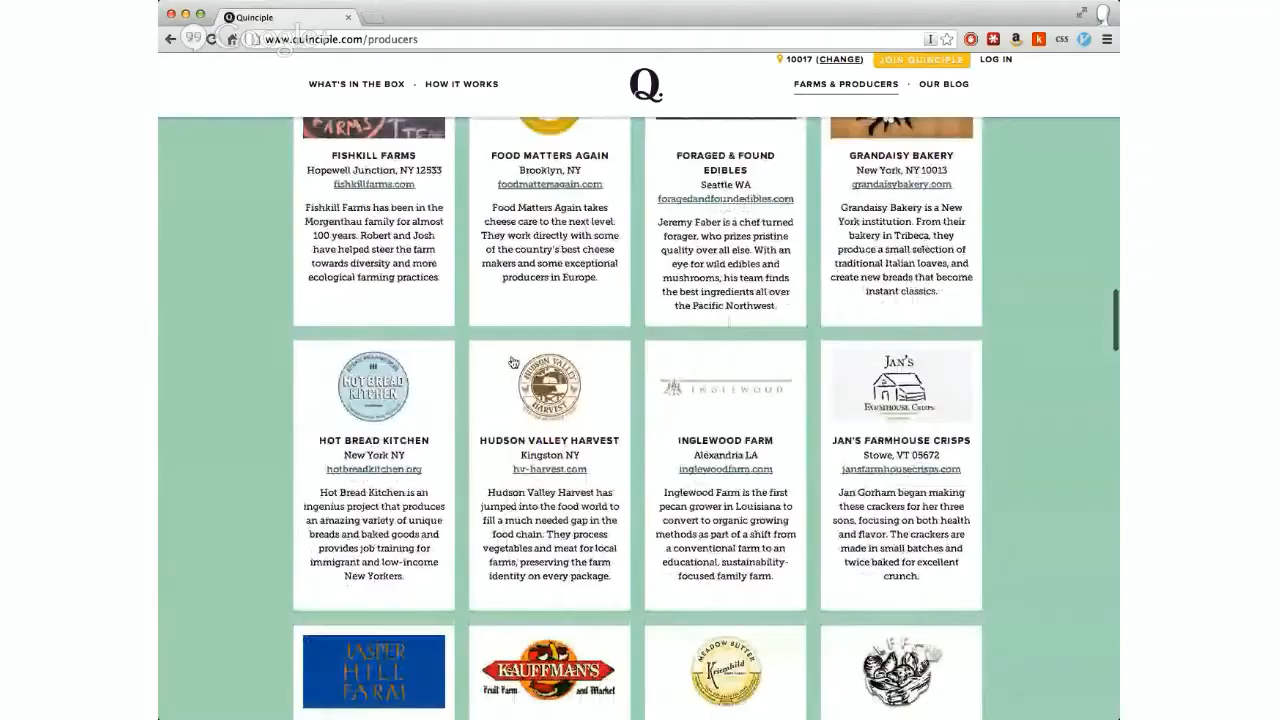 Quinciple
Google+
www.quinciple.com/producers
css
10017 (CHANGE) JOIN QUINCIPLE LOG IN
WHAT'S IN THE BOX · HOW IT WORKS
Q.
FARMS & PRODUCERS · OUR BLOG
FARMS
FISHKILL FARMS
Hopewell Junction, NY 12533
fishkillfarms.com
Fishkill Farms has been in the
Morgenthau family for almost
100 years. Robert and Josh
have helped steer the farm
towards diversity and more
ecological farming practices.
FOOD MATTERS AGAIN
Brooklyn, NY
foodmattersagain.com
Food Matters Again takes
cheese care to the next level.
They work directly with some
of the country's best cheese
makers and some exceptional
producers in Europe.
FORAGED & FOUND
EDIBLES
Seattle WA
foragedandfoundedibles.com
Jeremy Faber is a chef turned
forager, who prizes pristine
quality over all else. With an
eye for wild edibles and
mushrooms, his team finds
the best ingredients all over
the Pacific Northwest.
GRANDAISY BAKERY
New York, NY 10013
grandaisybakery.com
Grandaisy Bakery is a New
York institution. From their
bakery in Tribeca, they
produce a small selection of
traditional Italian loaves, and
create new breads that become
instant classics.
HOT BREAD
KITCHEN
HOT BREAD KITCHEN
New York NY
hotbreadkitchen.org
Hot Bread Kitchen is an
ingenius project that produces
an amazing variety of unique
breads and baked goods and
provides job training for
immigrant and low-income
New Yorkers.
HUDSON VALLEY
HARVEST
HUDSON VALLEY HARVEST
Kingston NY
hv-harvest.com
Hudson Valley Harvest has
jumped into the food world to
fill a much needed gap in the
food chain. They process
vegetables and meat for local
farms, preserving the farm
identity on every package.
INGLEWOOD
INGLEWOOD FARM
Alexandria LA
inglewoodfarm.com
Inglewood Farm is the first
pecan grower in Louisiana to
convert to organic growing
methods as part of a shift from
a conventional farm to an
educational, sustainability-
focused family farm.
JAN'S
FARMHOUSE CRISPS
JAN'S FARMHOUSE CRISPS
Stowe, VT 05672
jansfarmhousecrisps.com
Jan Gorham began making
these crackers for her three
sons, focusing on both health
and flavor. The crackers are
made in small batches and
twice baked for excellent
crunch.
JASPER
HILL
FARM
KAUFFMAN'S
Fruit Farm and Market
MEADOW BUTTER
Kriemhild